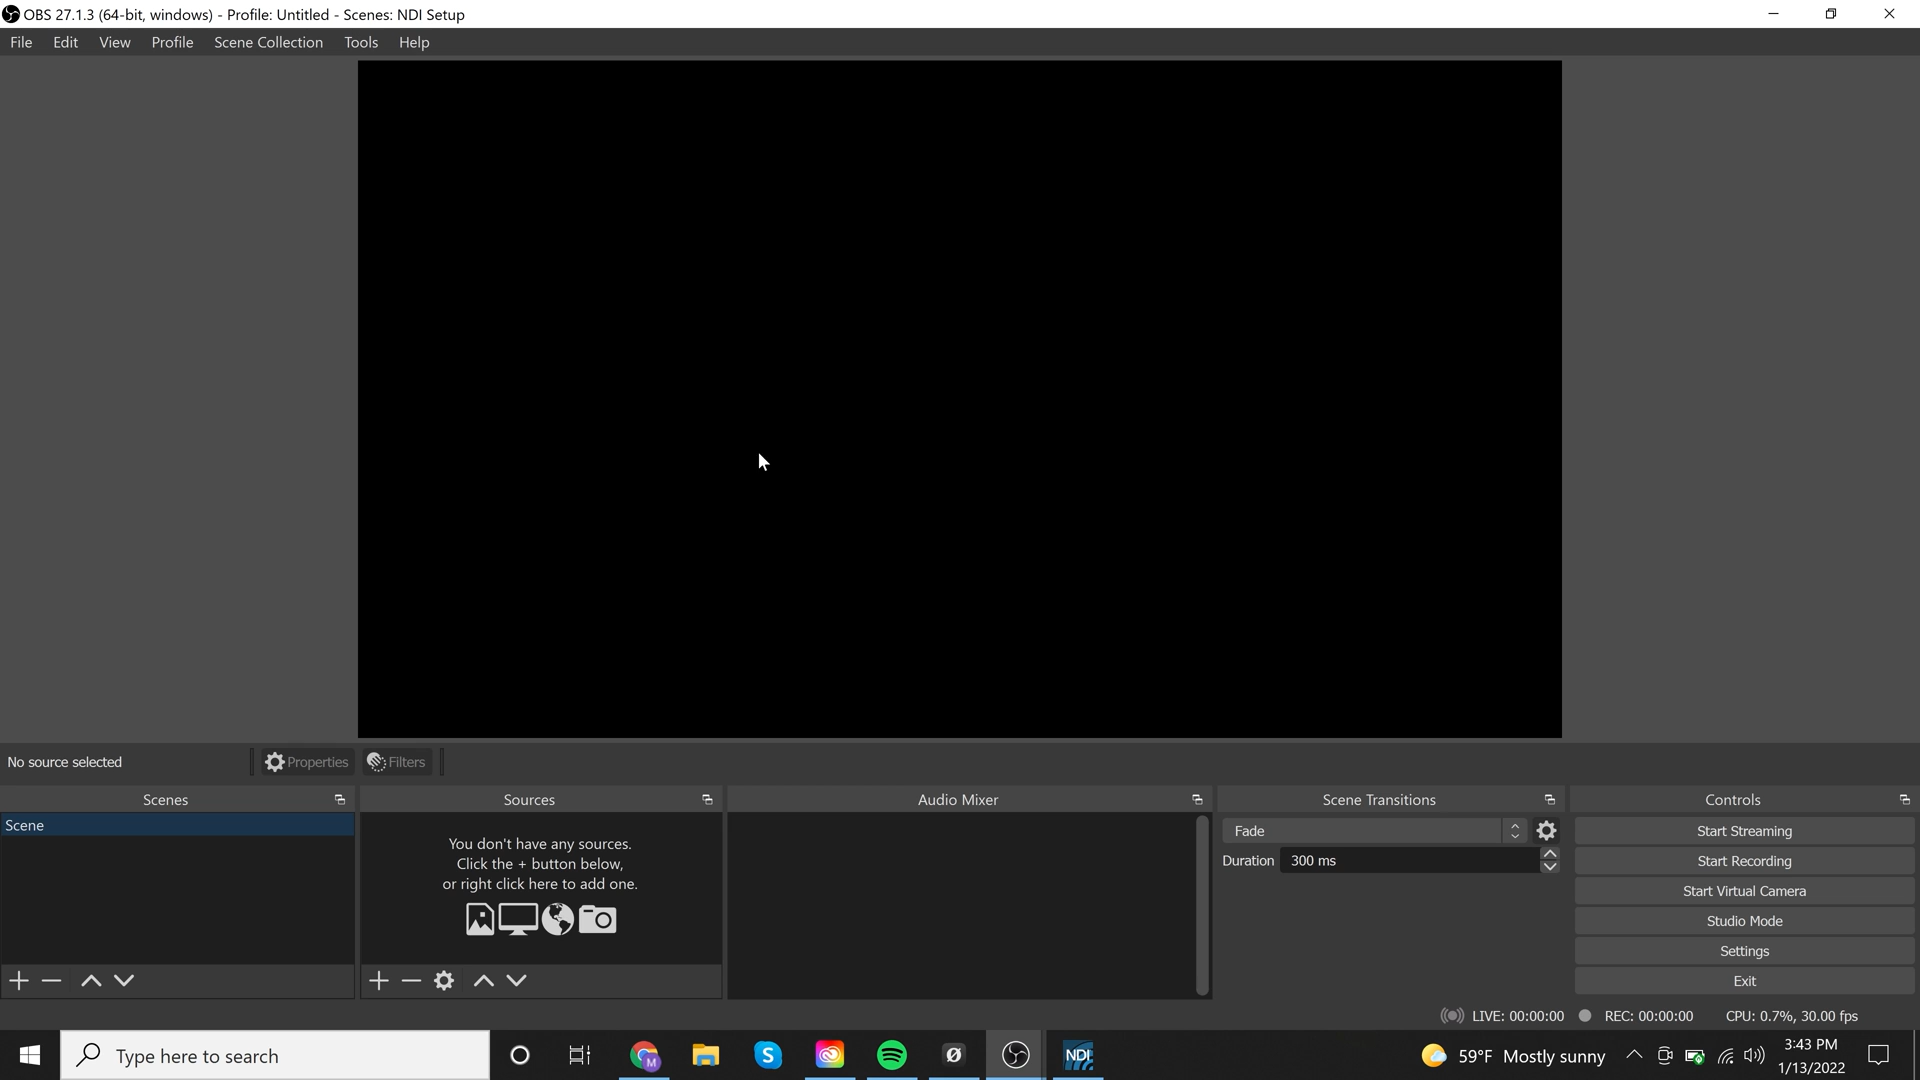 OBS 27.1.3 (64-bit, windows) - Profile: Untitled - Scenes: NDI Setup
File Edit View Profile Scene Collection Tools Help
No source selected Properties Filters
Scenes Sources Audio Mixer Scene Transitions Controls
Scene
You don't have any sources.
Click the + button below,
or right click here to add one.
Fade
Duration 300 ms
Start Streaming
Start Recording
Start Virtual Camera
Studio Mode
Settings
Exit
LIVE: 00:00:00 REC: 00:00:00 CPU: 0.7%, 30.00 fps
Type here to search
M
S
Ø
NDI
59°F Mostly sunny
3:43 PM
1/13/2022